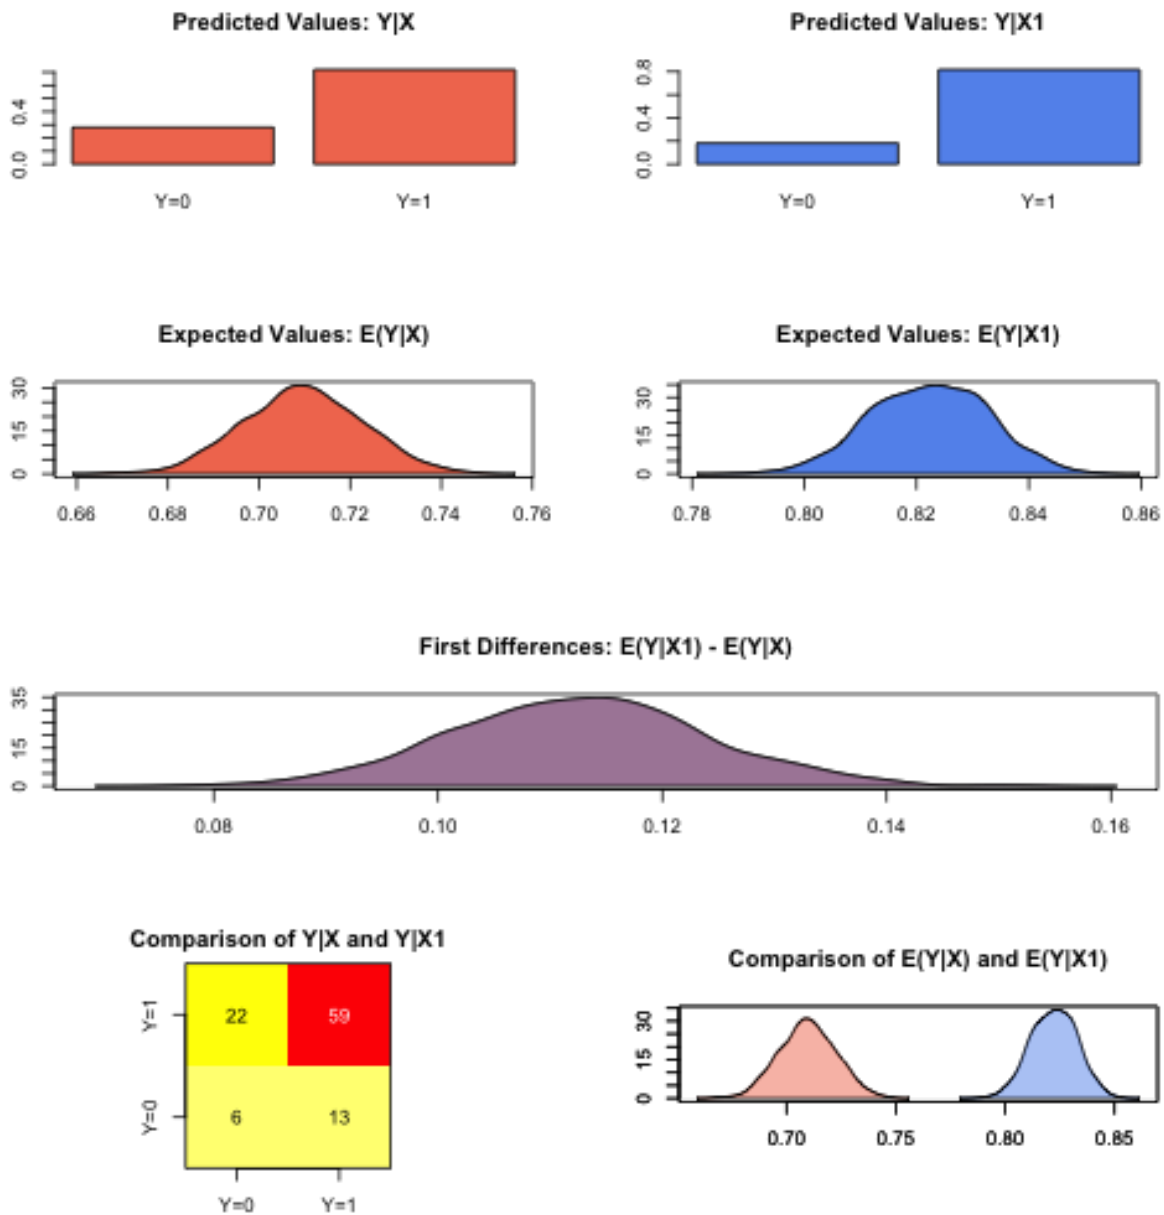 Predicted Values: Y|X
Predicted Values: Y|X1
0.0 0.4
Y=0 Y=1
0.0 0.4 0.8
Y=0 Y=1
Expected Values: E(Y|X)
Expected Values: E(Y|X1)
0 15 30
0.66 0.68 0.70 0.72 0.74 0.76
0 15 30
0.78 0.80 0.82 0.84 0.86
First Differences: E(Y|X1) - E(Y|X)
0 15 35
0.08 0.10 0.12 0.14 0.16
Comparison of Y|X and Y|X1
Y=1 22 59
Y=0 6 13
Y=0 Y=1
Comparison of E(Y|X) and E(Y|X1)
0 15 30
0.70 0.75 0.80 0.85